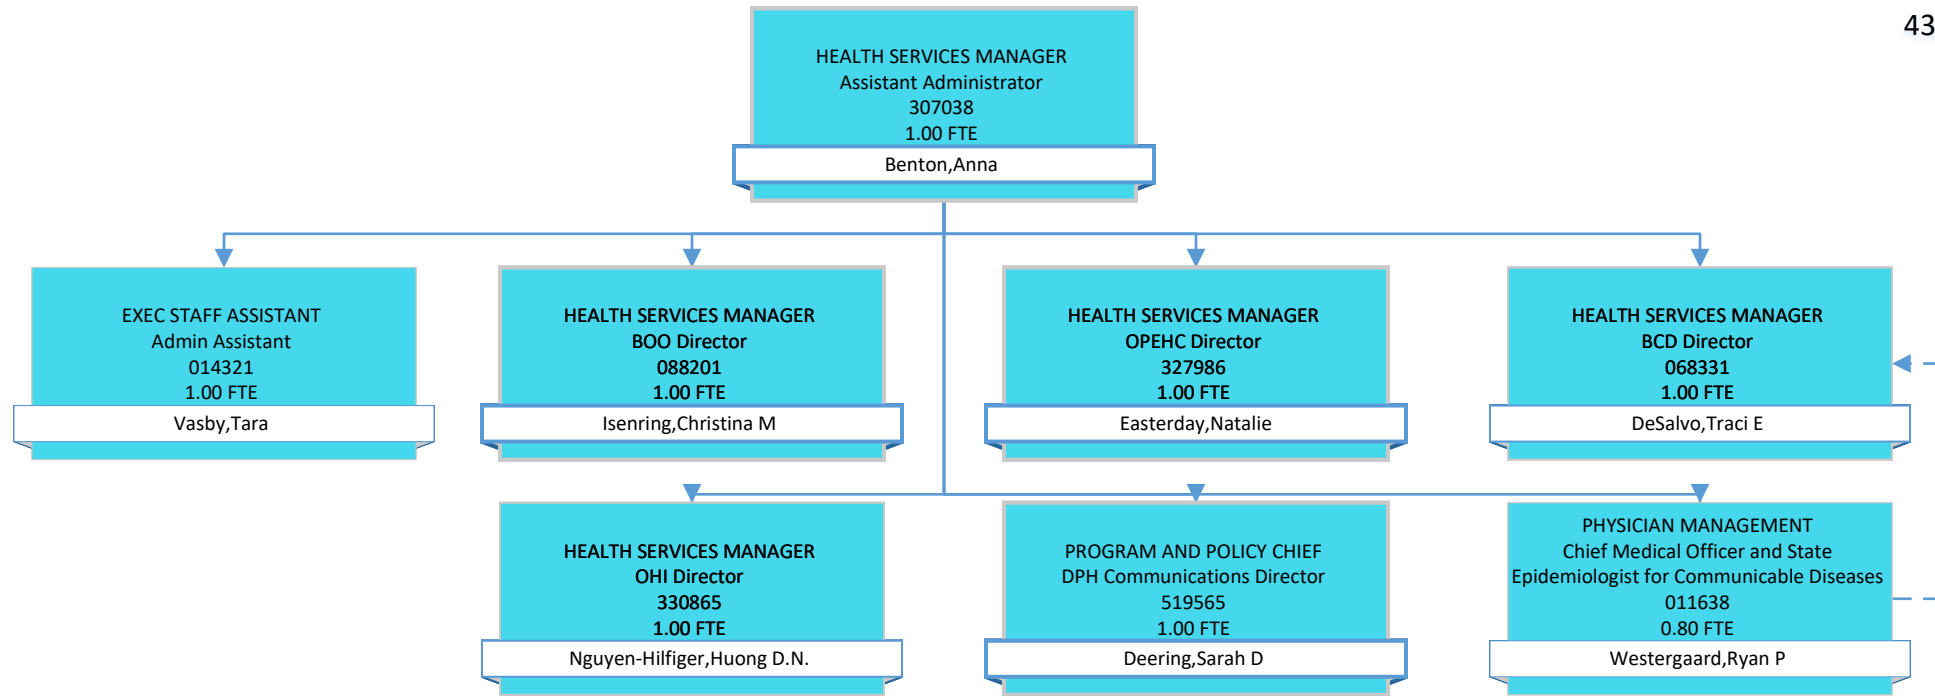 43
HEALTH SERVICES MANAGER
Assistant Administrator
307038
1.00 FTE
Benton,Anna
EXEC STAFF ASSISTANT
Admin Assistant
014321
1.00 FTE
Vasby,Tara
HEALTH SERVICES MANAGER
BOO Director
088201
1.00 FTE
Isenring,Christina M
HEALTH SERVICES MANAGER
OPEHC Director
327986
1.00 FTE
Easterday,Natalie
HEALTH SERVICES MANAGER
BCD Director
068331
1.00 FTE
DeSalvo,Traci E
HEALTH SERVICES MANAGER
OHI Director
330865
1.00 FTE
Nguyen-Hilfiger,Huong D.N.
PROGRAM AND POLICY CHIEF
DPH Communications Director
519565
1.00 FTE
Deering,Sarah D
PHYSICIAN MANAGEMENT
Chief Medical Officer and State
Epidemiologist for Communicable Diseases
011638
0.80 FTE
Westergaard,Ryan P